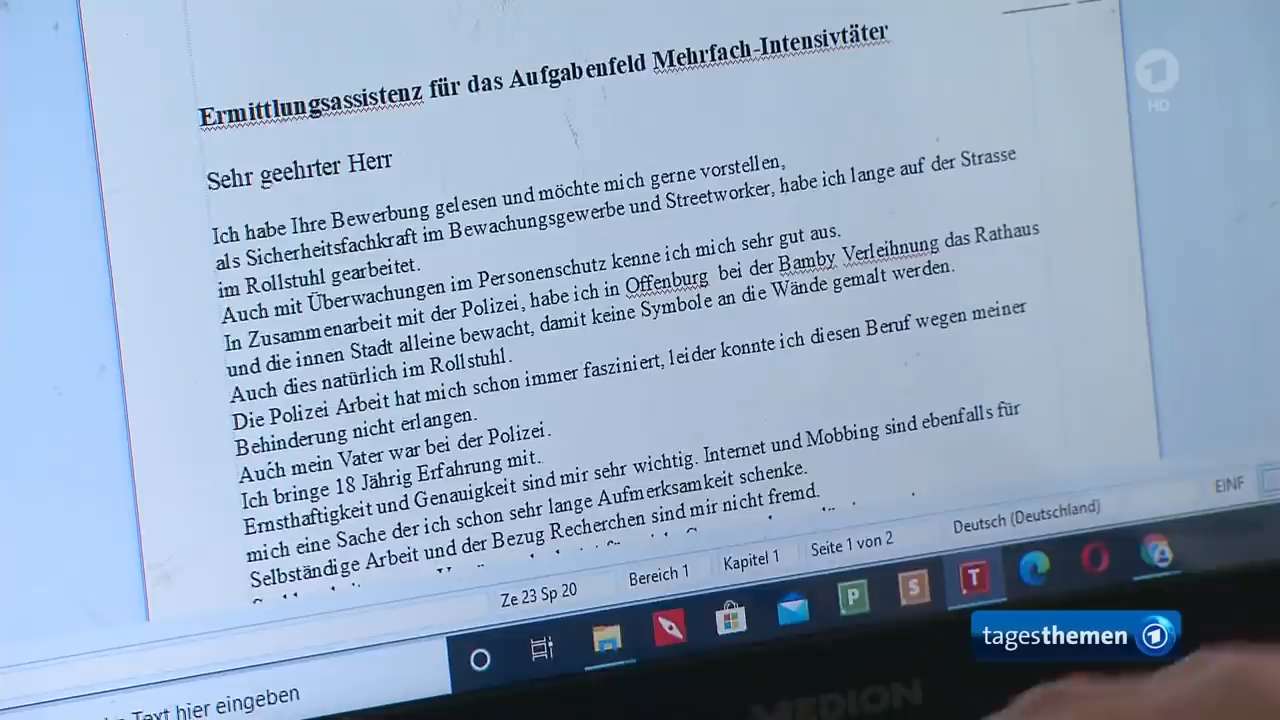 Ermittlungsassistenz für das Aufgabenfeld Mehrfach-Intensivtäter
Sehr geehrter Herr
Ich habe Ihre Bewerbung gelesen und möchte mich gerne vorstellen,
als Sicherheitsfachkraft im Bewachungsgewerbe und Streetworker, habe ich lange auf der Strasse
im Rollstuhl gearbeitet.
Auch mit Überwachungen im Personenschutz kenne ich mich sehr gut aus.
In Zusammenarbeit mit der Polizei, habe ich in Offenburg bei der Bamby Verleihnung das Rathaus
und die innen Stadt alleine bewacht, damit keine Symbole an die Wände gemalt werden.
Auch dies natürlich im Rollstuhl.
Die Polizei Arbeit hat mich schon immer fasziniert, leider konnte ich diesen Beruf wegen meiner
Behinderung nicht erlangen.
Auch mein Vater war bei der Polizei.
Ich bringe 18 Jährig Erfahrung mit.
Ernsthaftigkeit und Genauigkeit sind mir sehr wichtig. Internet und Mobbing sind ebenfalls für
mich eine Sache der ich schon sehr lange Aufmerksamkeit schenke.
Selbständige Arbeit und der Bezug Recherchen sind mir nicht fremd.
Ze 23 Sp 20 Bereich 1 Kapitel 1 Seite 1 von 2 Deutsch (Deutschland) EINF
Text hier eingeben
P S T
MEDION
1
HD
tagesthemen 1